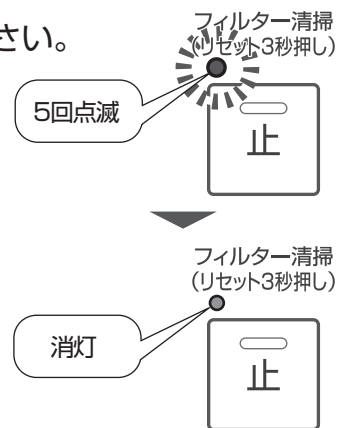 さい。
フィルター清掃
(リセット3秒押し)
5回点滅
止
フィルター清掃
(リセット3秒押し)
消灯
止